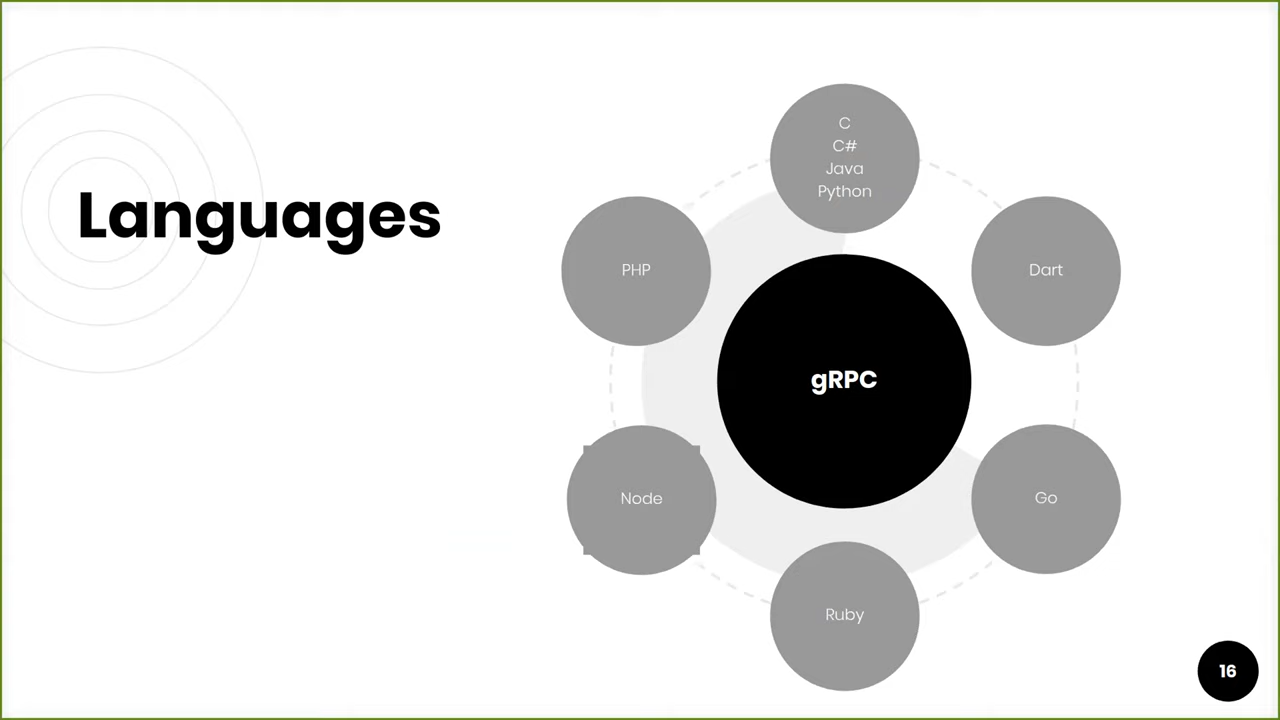 Languages
C
C#
Java
Python
PHP
Dart
gRPC
Node
Go
Ruby
16